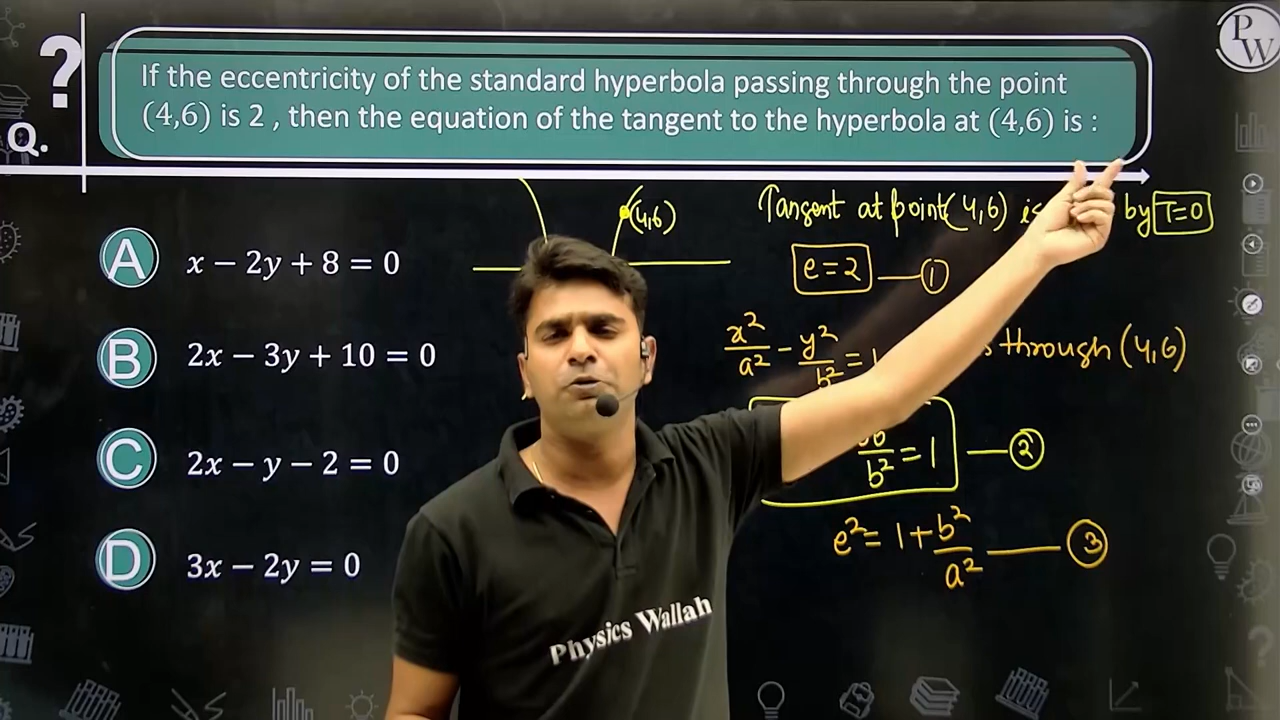 PW
?
Q.
If the eccentricity of the standard hyperbola passing through the point
(4,6) is 2 , then the equation of the tangent to the hyperbola at (4,6) is :
A x − 2y + 8 = 0
B 2x − 3y + 10 = 0
C 2x − y − 2 = 0
D 3x − 2y = 0
(4,6)
Tangent at point (4,6) is by T=0
e=2 —①
x²/a² − y²/b² = 1 through (4,6)
/b² = 1 —②
e² = 1 + b²/a² —③
Physics Wallah